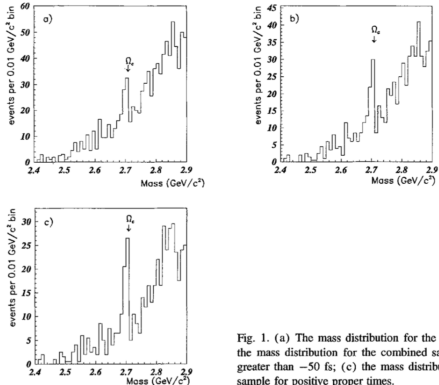 a)
events per 0.01 GeV/c² bin
60
50
40
30
20
10
0
Ωc
2.4 2.5 2.6 2.7 2.8 2.9
Mass (GeV/c²)
b)
events per 0.01 GeV/c² bin
45
40
35
30
25
20
15
10
5
0
Ωc
2.4 2.5 2.6 2.7 2.8 2.9
Mass (GeV/c²)
c)
events per 0.01 GeV/c² bin
30
25
20
15
10
5
0
Ωc
2.4 2.5 2.6 2.7 2.8 2.9
Mass (GeV/c²)
Fig. 1. (a) The mass distribution for the
the mass distribution for the combined sa
greater than −50 fs; (c) the mass distrib
sample for positive proper times.